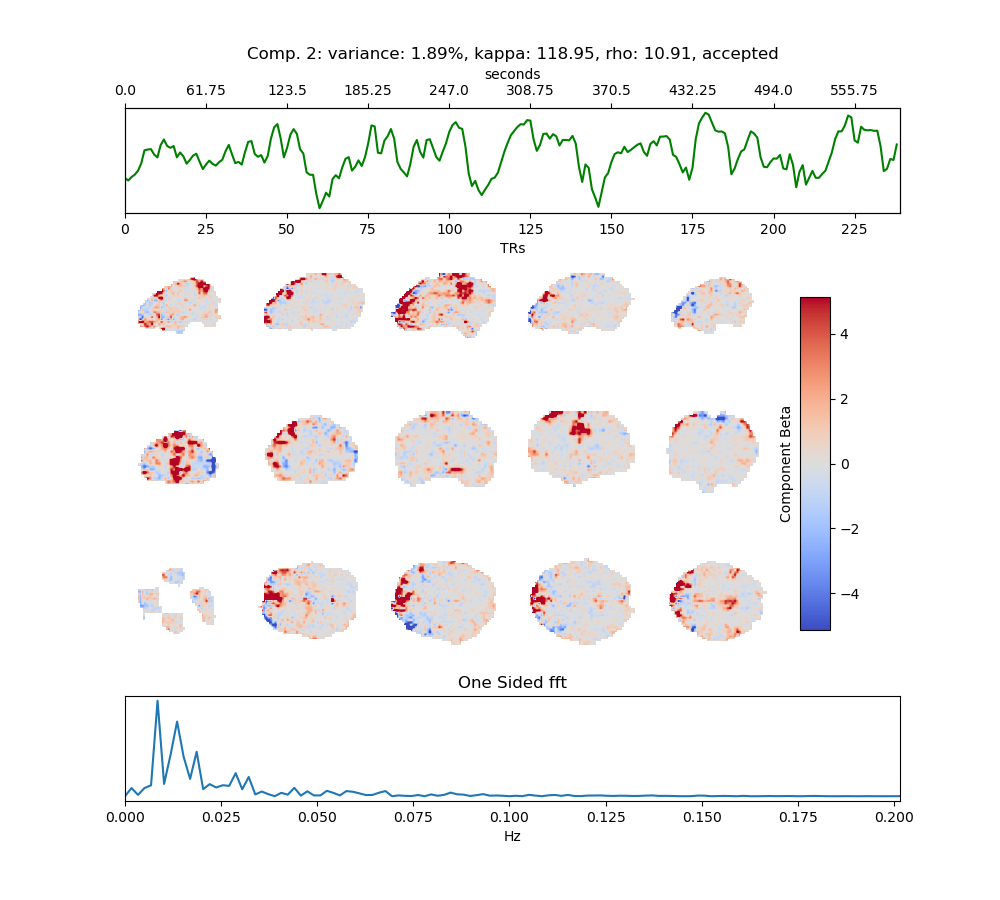 Comp. 2: variance: 1.89%, kappa: 118.95, rho: 10.91, accepted
seconds
0.0 61.75 123.5 185.25 247.0 308.75 370.5 432.25 494.0 555.75
0 25 50 75 100 125 150 175 200 225
TRs
4
2
0
−2
−4
Component Beta
One Sided fft
0.000 0.025 0.050 0.075 0.100 0.125 0.150 0.175 0.200
Hz